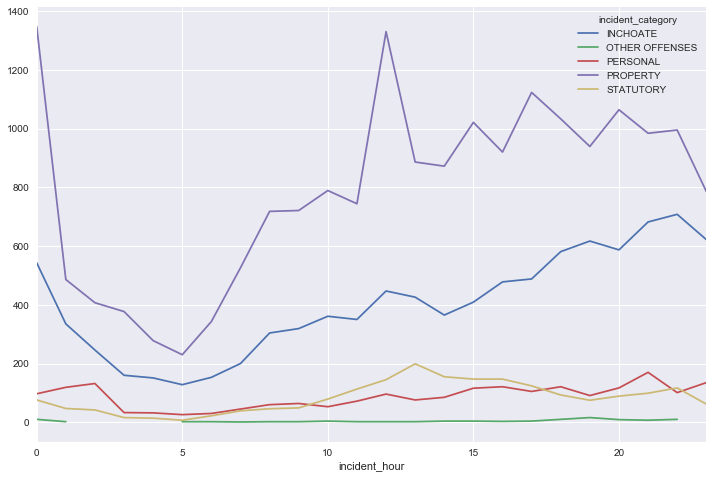 1400
1200
1000
800
600
400
200
0
0
5
10
15
20
incident_hour
incident_category
INCHOATE
OTHER OFFENSES
PERSONAL
PROPERTY
STATUTORY